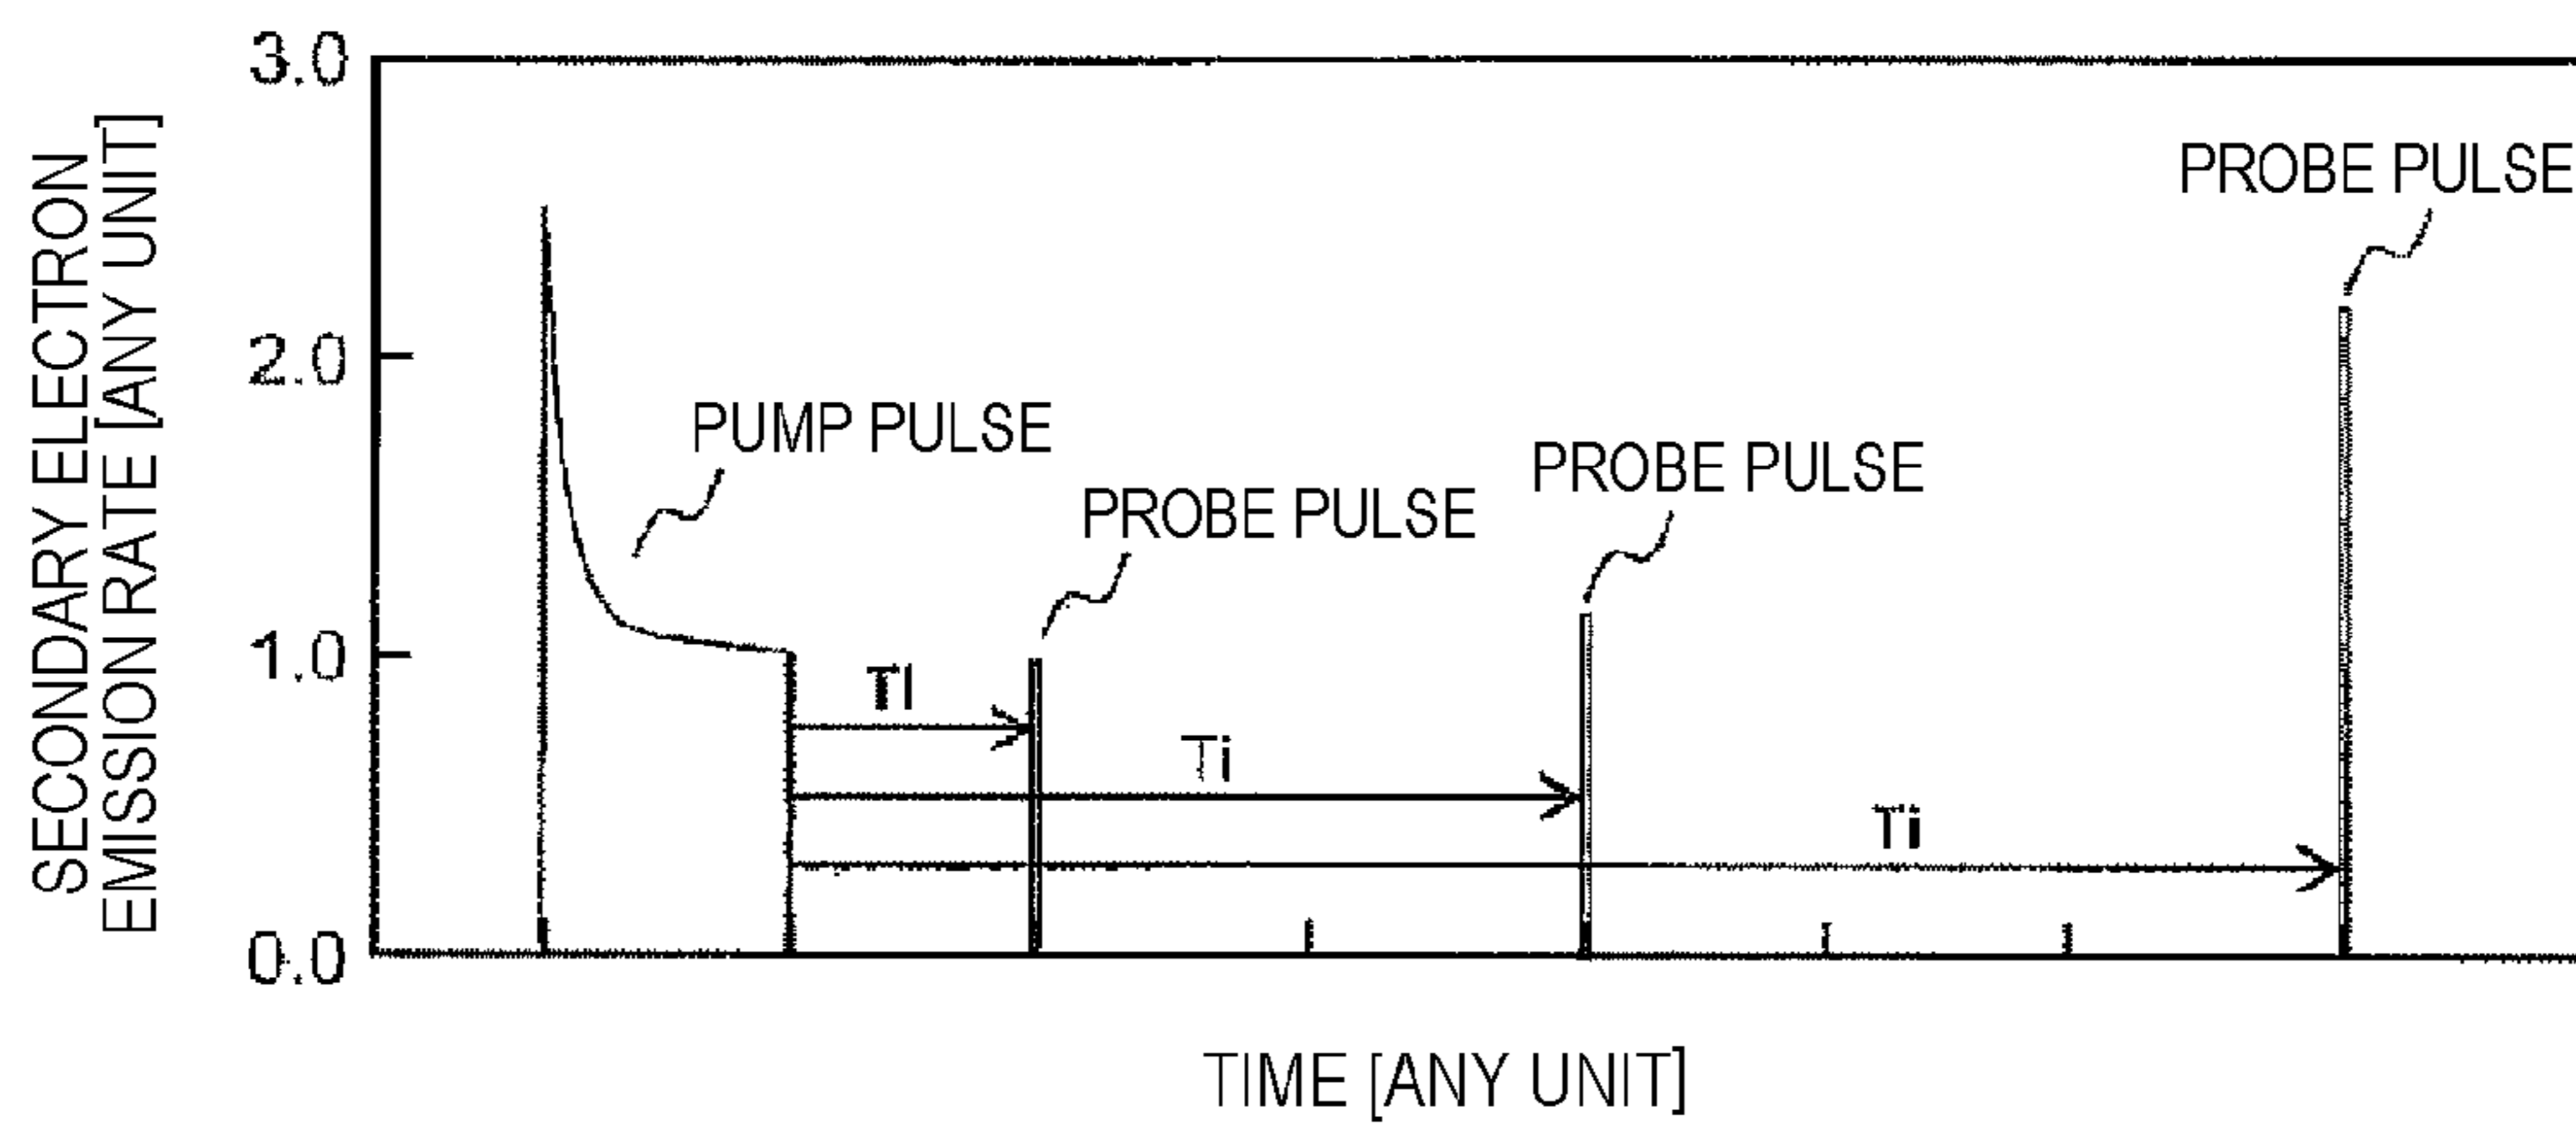 3.0
2.0
1.0
0.0
SECONDARY ELECTRON
EMISSION RATE [ANY UNIT]
PROBE PULSE
PUMP PULSE
PROBE PULSE
PROBE PULSE
Ti
Ti
Ti
TIME [ANY UNIT]